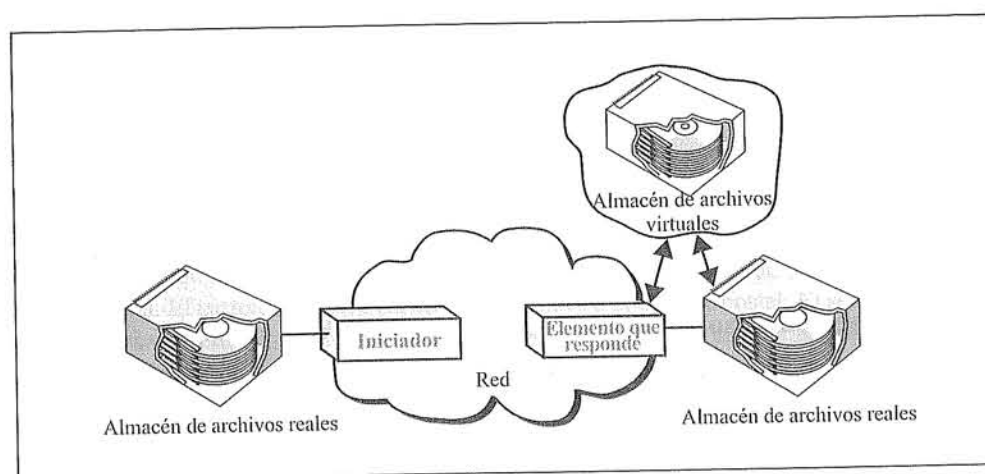 Almacén de archivos
virtuales
Iniciador
Elemento que
responde
Red
Almacén de archivos reales
Almacén de archivos reales